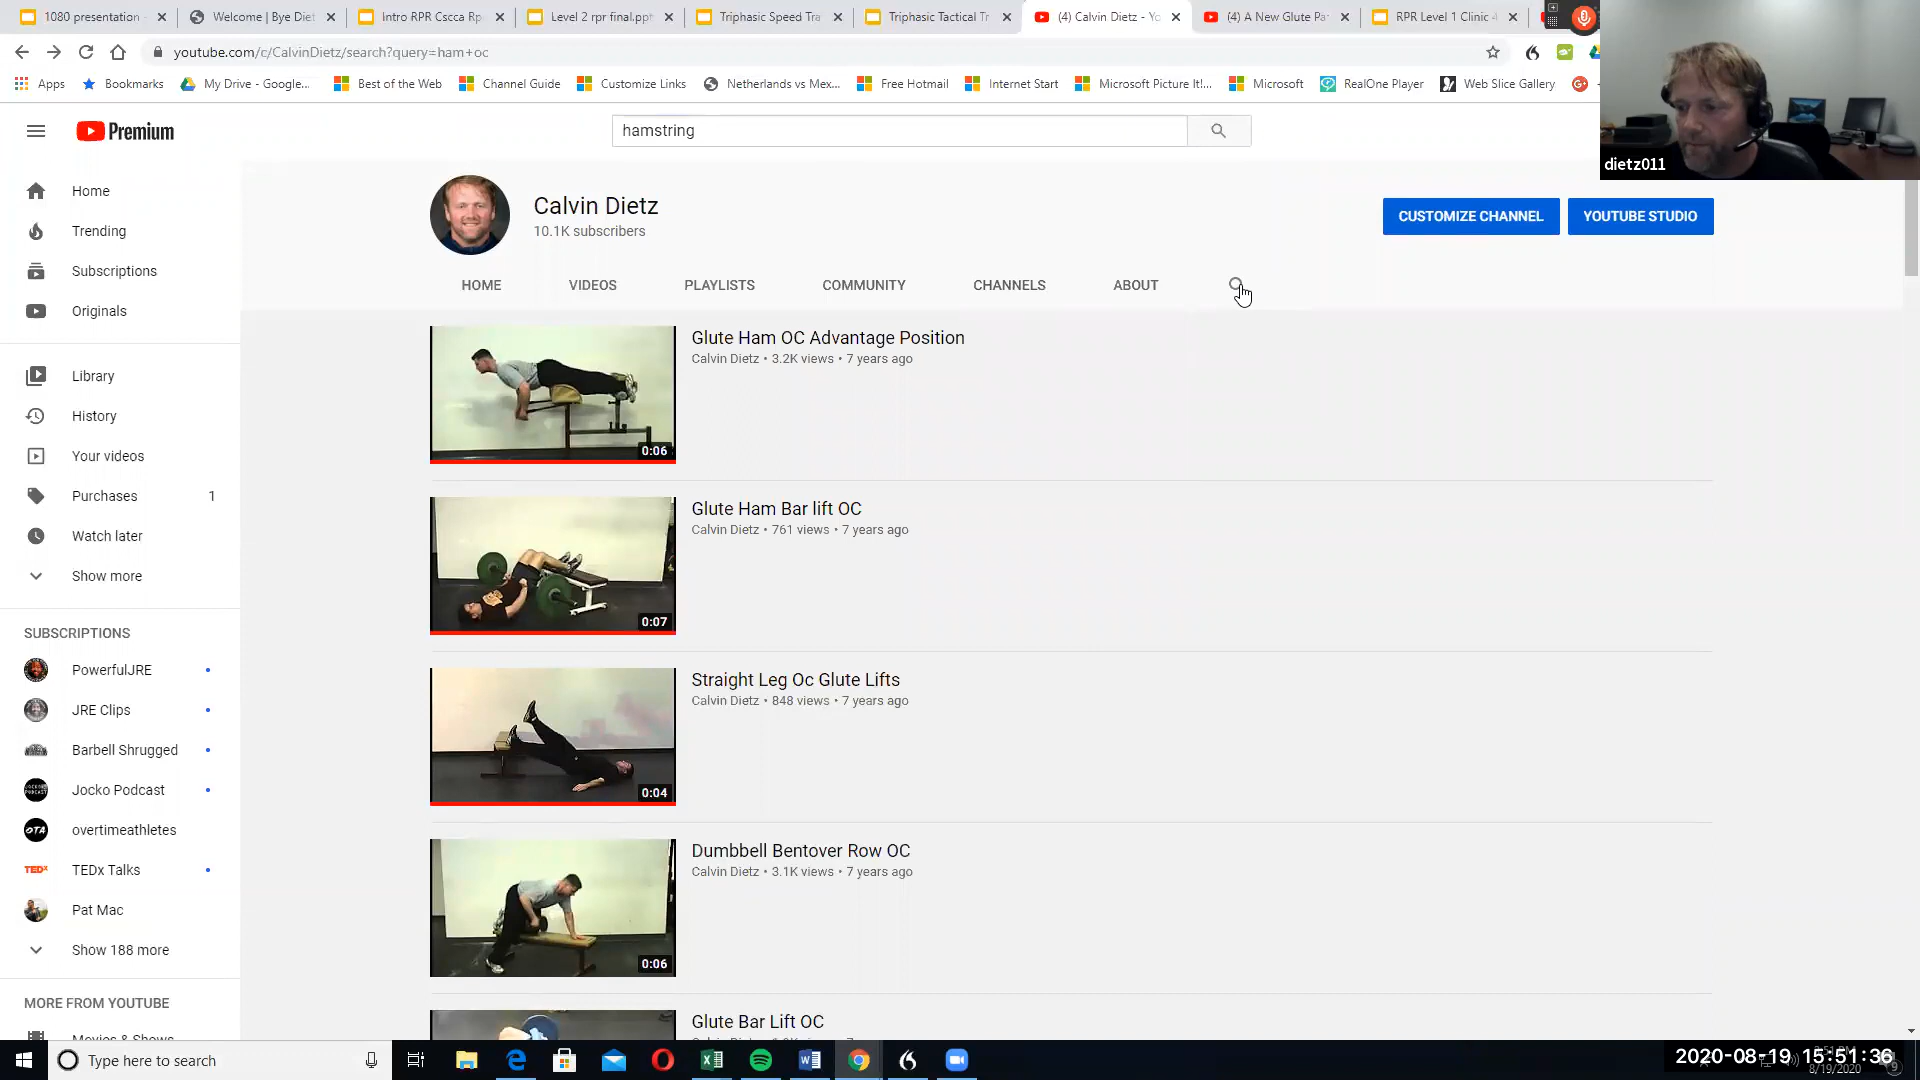 1080 presentation
Welcome | Bye Diet
Intro RPR Cscca Rp
Level 2 rpr final.ppt
Triphasic Speed Tra
Triphasic Tactical Tr
(4) Calvin Dietz - Yo
(4) A New Glute Pa
RPR Level 1 Clinic 4
youtube.com/c/CalvinDietz/search?query=ham+oc
Apps
Bookmarks
My Drive - Google...
Best of the Web
Channel Guide
Customize Links
Netherlands vs Mex...
Free Hotmail
Internet Start
Microsoft Picture It!...
Microsoft
RealOne Player
Web Slice Gallery
dietz011
Premium
hamstring
Home
Trending
Subscriptions
Originals
Library
History
Your videos
Purchases 1
Watch later
Show more
SUBSCRIPTIONS
PowerfulJRE
JRE Clips
Barbell Shrugged
JOCKO PODCAST
Jocko Podcast
OTA
overtimeathletes
TEDx
TEDx Talks
Pat Mac
Show 188 more
MORE FROM YOUTUBE
Movies & Shows
Calvin Dietz
10.1K subscribers
CUSTOMIZE CHANNEL
YOUTUBE STUDIO
HOME
VIDEOS
PLAYLISTS
COMMUNITY
CHANNELS
ABOUT
0:06
Glute Ham OC Advantage Position
Calvin Dietz • 3.2K views • 7 years ago
0:07
Glute Ham Bar lift OC
Calvin Dietz • 761 views • 7 years ago
0:04
Straight Leg Oc Glute Lifts
Calvin Dietz • 848 views • 7 years ago
0:06
Dumbbell Bentover Row OC
Calvin Dietz • 3.1K views • 7 years ago
Glute Bar Lift OC
Type here to search
2020-08-19 15:51:36
8/19/2020